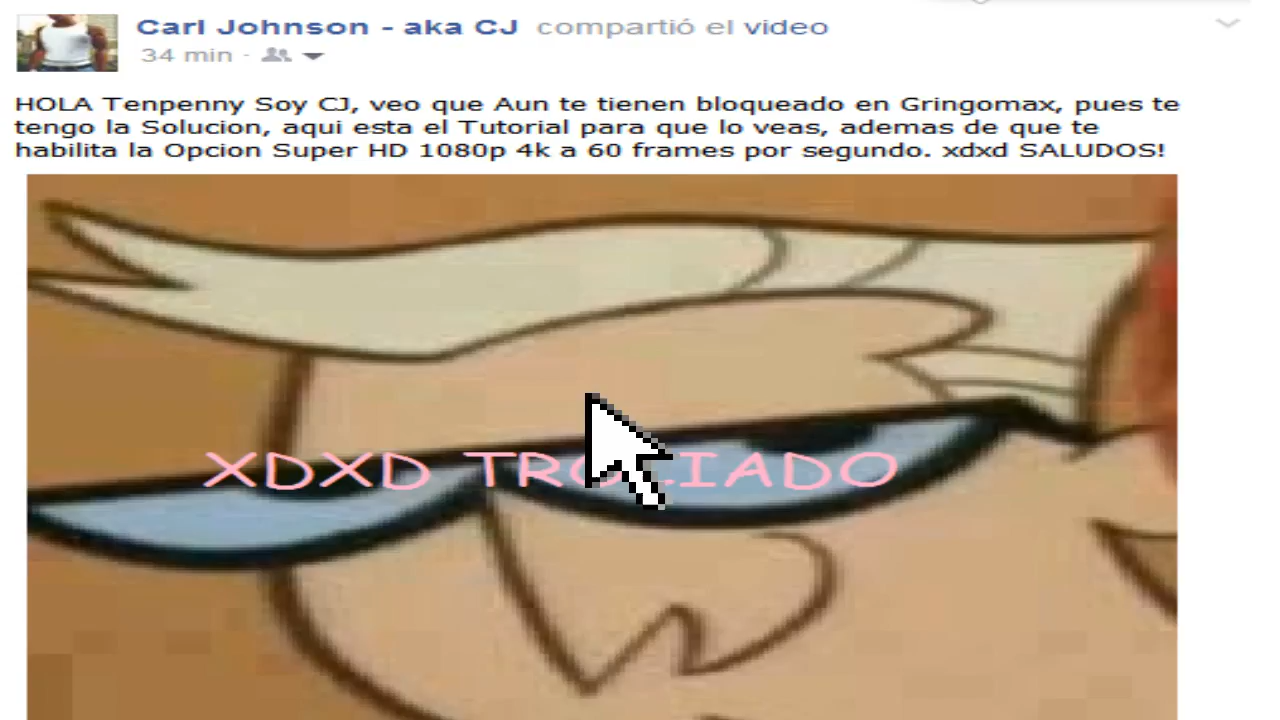 Carl Johnson - aka CJ compartió el video
34 min ·
HOLA Tenpenny Soy CJ, veo que Aun te tienen bloqueado en Gringomax, pues te
tengo la Solucion, aqui esta el Tutorial para que lo veas, ademas de que te
habilita la Opcion Super HD 1080p 4k a 60 frames por segundo. xdxd SALUDOS!
XDXD